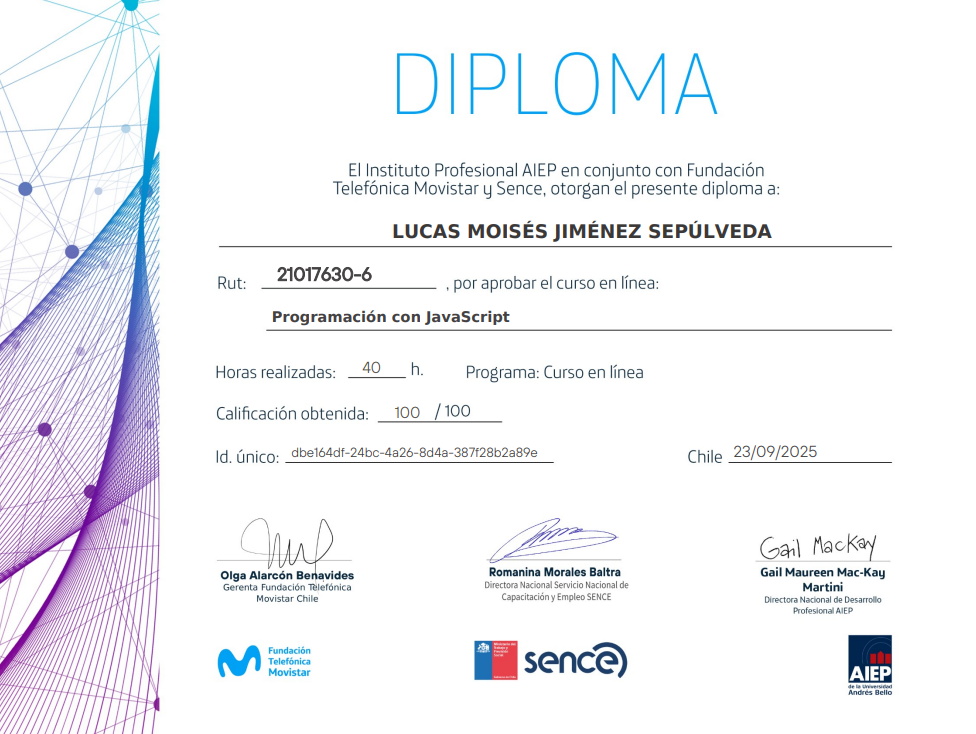 DIPLOMA
El Instituto Profesional AIEP en conjunto con Fundación
Telefónica Movistar y Sence, otorgan el presente diploma a:
LUCAS MOISÉS JIMÉNEZ SEPÚLVEDA
Rut: 21017630-6 , por aprobar el curso en línea:
Programación con JavaScript
Horas realizadas: 40 h. Programa: Curso en línea
Calificación obtenida: 100 / 100
Id. único: dbe164df-24bc-4a26-8d4a-387f28b2a89e Chile 23/09/2025
Gail MacKay
Olga Alarcón Benavides
Gerenta Fundación Telefónica
Movistar Chile
Romanina Morales Baltra
Directora Nacional Servicio Nacional de
Capacitación y Empleo SENCE
Gail Maureen Mac-Kay
Martini
Directora Nacional de Desarrollo
Profesional AIEP
Fundación
Telefónica
Movistar
sence
AIEP
de la Universidad
Andrés Bello